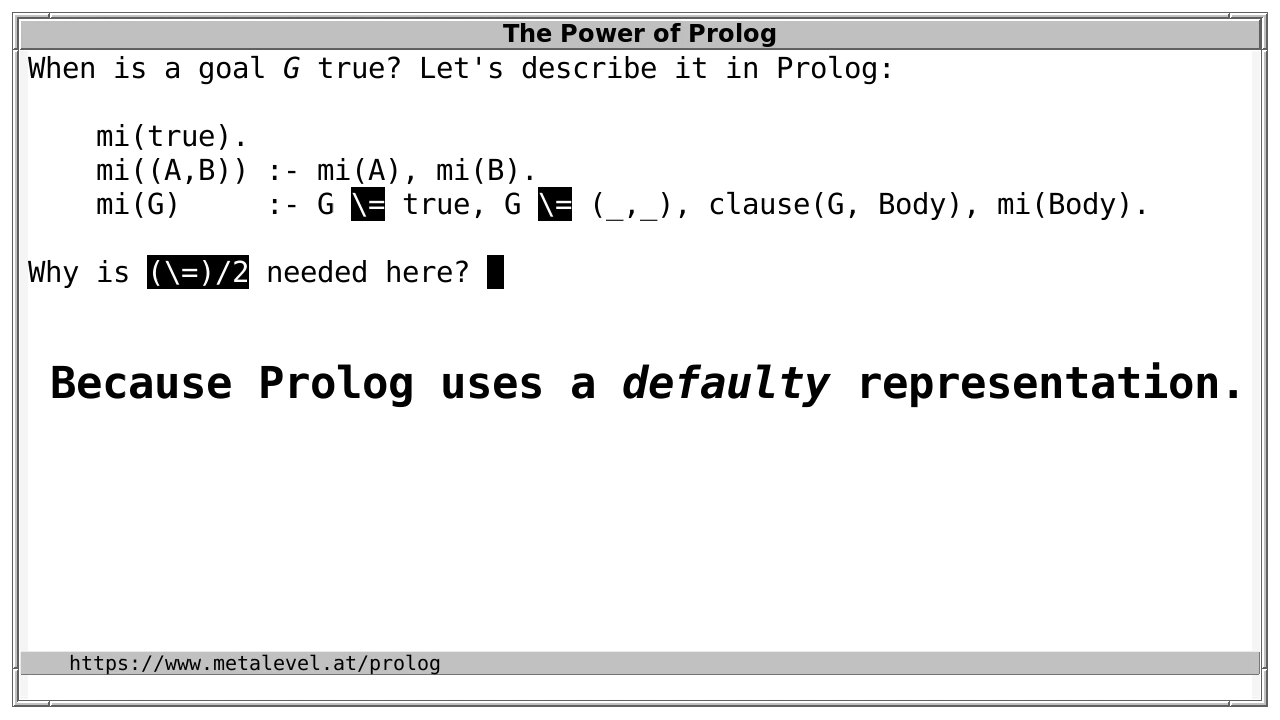 The Power of Prolog
When is a goal G true? Let's describe it in Prolog:
mi(true).
mi((A,B)) :- mi(A), mi(B).
mi(G)     :- G \= true, G \= (_,_), clause(G, Body), mi(Body).
Why is (\=)/2 needed here?
Because Prolog uses a defaulty representation.
https://www.metalevel.at/prolog